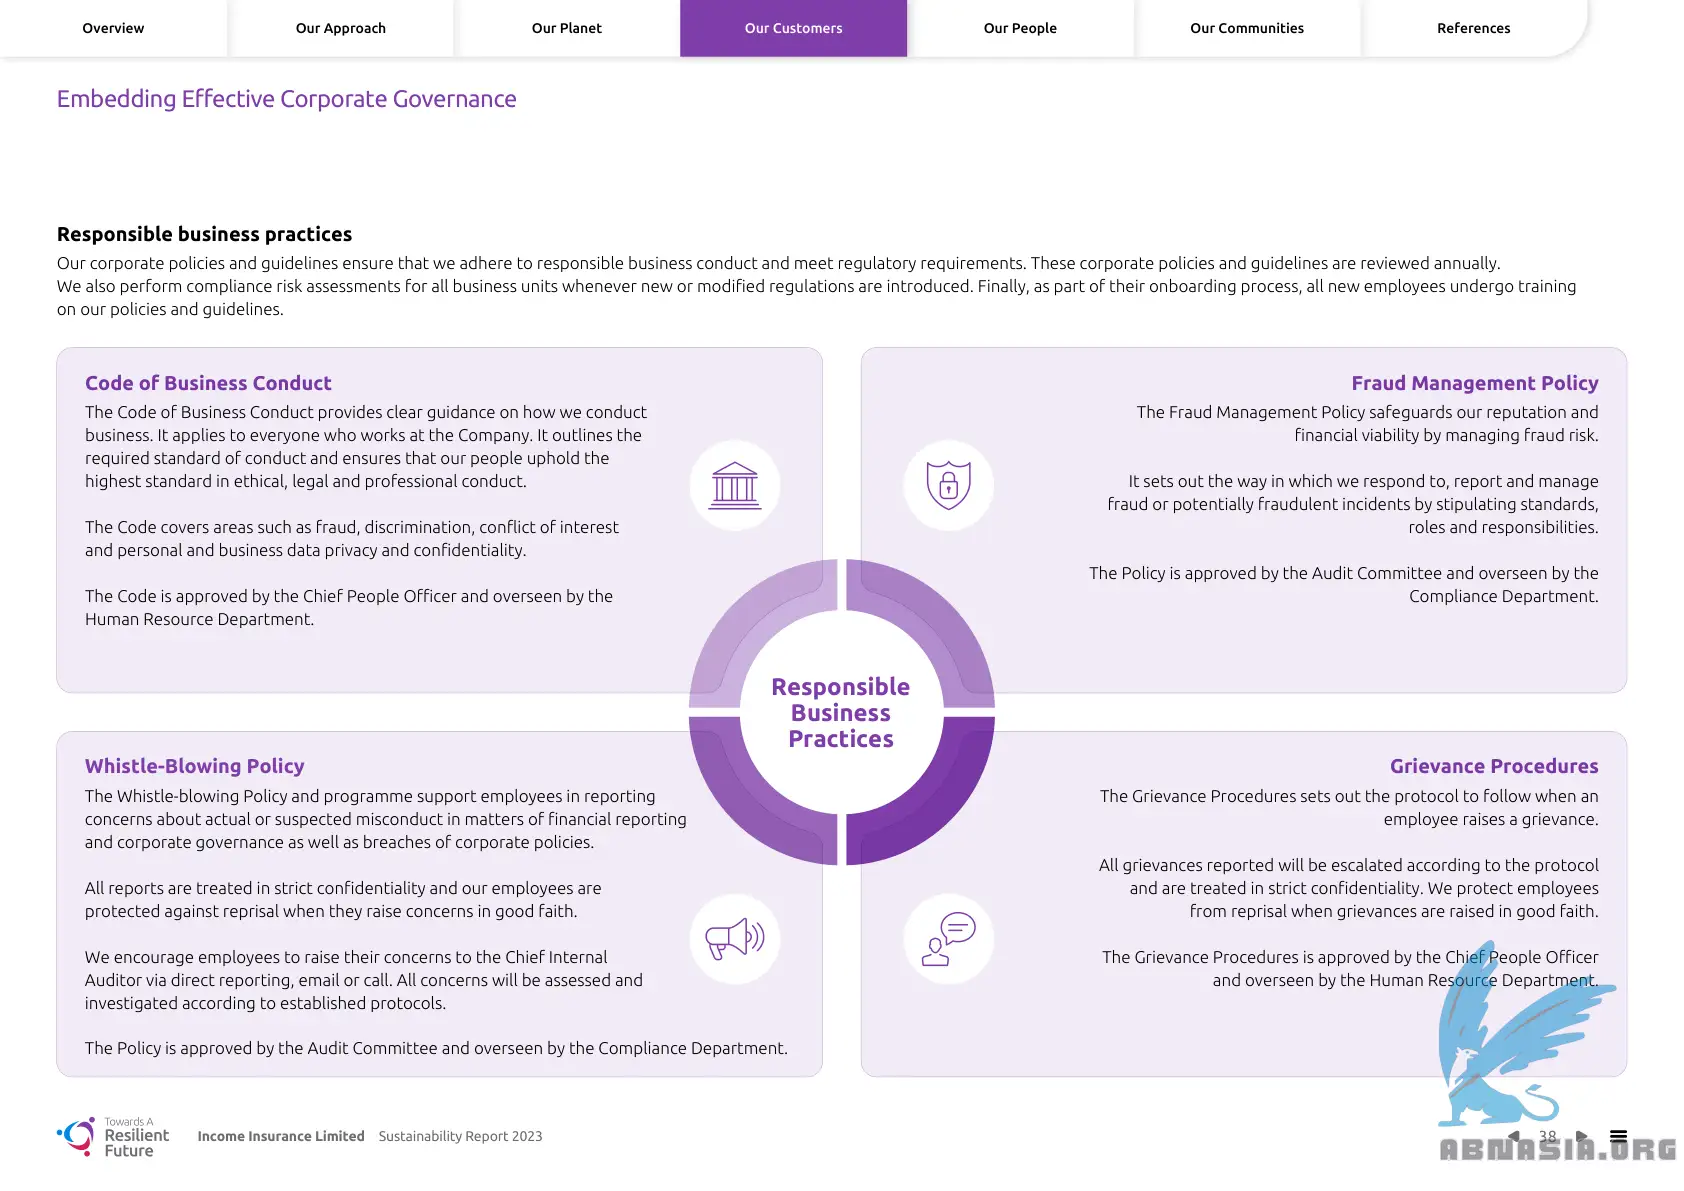 Overview
Our Approach
Our Planet
Our Customers
Our People
Our Communities
References
Embedding Effective Corporate Governance
Responsible business practices
Our corporate policies and guidelines ensure that we adhere to responsible business conduct and meet regulatory requirements. These corporate policies and guidelines are reviewed annually.
We also perform compliance risk assessments for all business units whenever new or modified regulations are introduced. Finally, as part of their onboarding process, all new employees undergo training
on our policies and guidelines.
Code of Business Conduct
The Code of Business Conduct provides clear guidance on how we conduct
business. It applies to everyone who works at the Company. It outlines the
required standard of conduct and ensures that our people uphold the
highest standard in ethical, legal and professional conduct.
The Code covers areas such as fraud, discrimination, conflict of interest
and personal and business data privacy and confidentiality.
The Code is approved by the Chief People Officer and overseen by the
Human Resource Department.
Fraud Management Policy
The Fraud Management Policy safeguards our reputation and
financial viability by managing fraud risk.
It sets out the way in which we respond to, report and manage
fraud or potentially fraudulent incidents by stipulating standards,
roles and responsibilities.
The Policy is approved by the Audit Committee and overseen by the
Compliance Department.
Responsible
Business
Practices
Whistle-Blowing Policy
The Whistle-blowing Policy and programme support employees in reporting
concerns about actual or suspected misconduct in matters of financial reporting
and corporate governance as well as breaches of corporate policies.
All reports are treated in strict confidentiality and our employees are
protected against reprisal when they raise concerns in good faith.
We encourage employees to raise their concerns to the Chief Internal
Auditor via direct reporting, email or call. All concerns will be assessed and
investigated according to established protocols.
The Policy is approved by the Audit Committee and overseen by the Compliance Department.
Grievance Procedures
The Grievance Procedures sets out the protocol to follow when an
employee raises a grievance.
All grievances reported will be escalated according to the protocol
and are treated in strict confidentiality. We protect employees
from reprisal when grievances are raised in good faith.
The Grievance Procedures is approved by the Chief People Officer
and overseen by the Human Resource Department.
Towards A
Resilient
Future
Income Insurance Limited Sustainability Report 2023
38
ABNASIA.ORG